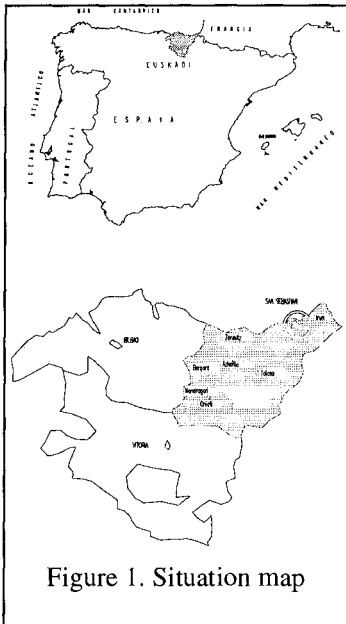 MAR CANTABRICO
FRANCIA
EUSKADI
OCEANO ATLANTICO
PORTUGAL
ESPAÑA
MAR MEDITERRANEO
SAN SEBASTIAN
Irun
Zarautz
BILBAO
Bergara
Azkoitia
Tolosa
Mondragon
Oñati
VITORIA
Figure 1. Situation map